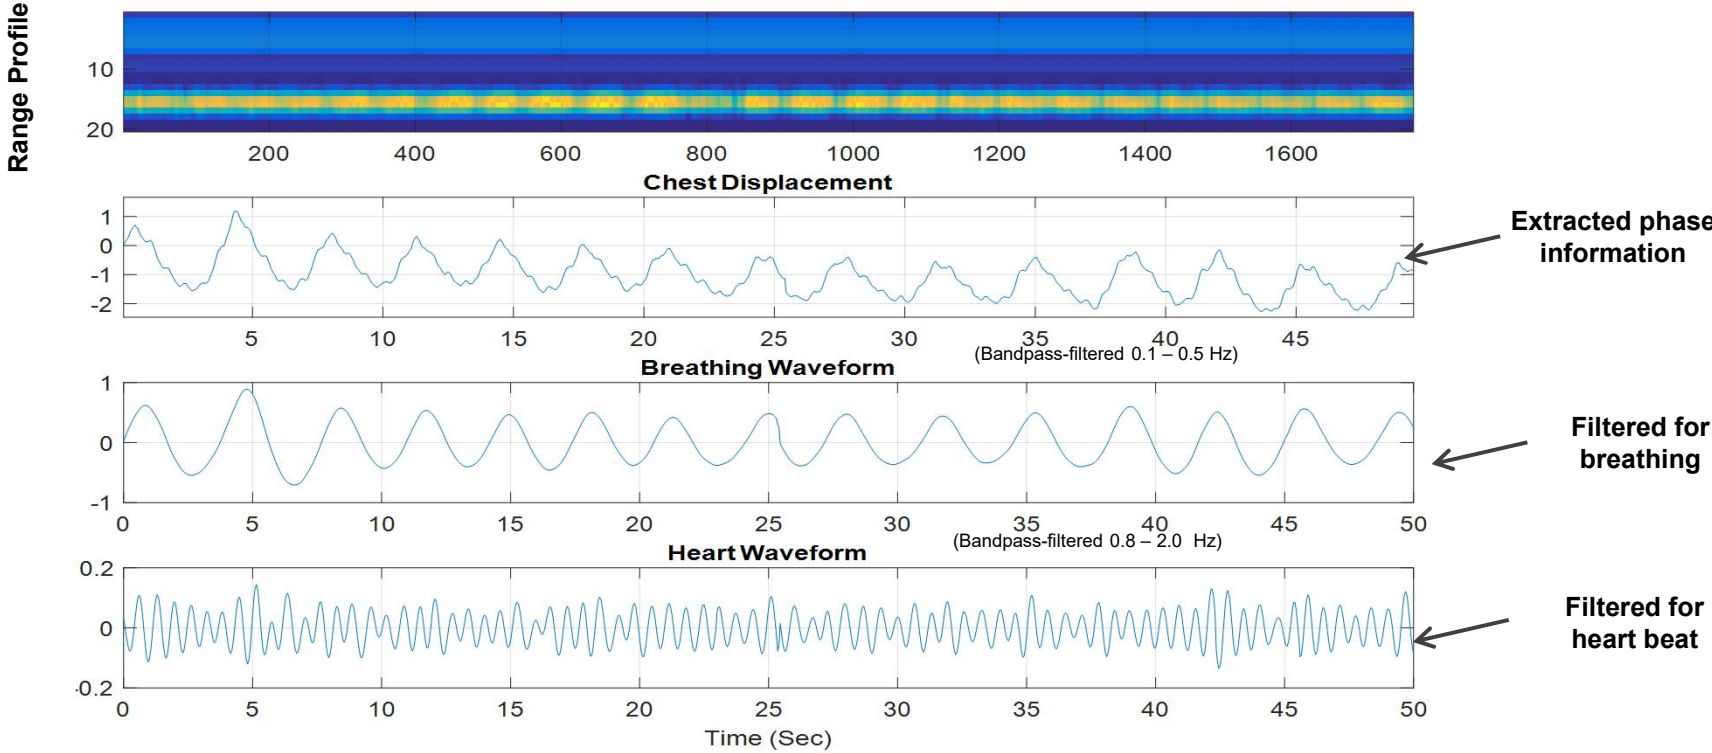 Range Profile
10
20
200 400 600 800 1000 1200 1400 1600
Chest Displacement
1
0
-1
-2
5 10 15 20 25 30 35 40 45
Extracted phase
information
(Bandpass-filtered 0.1 – 0.5 Hz)
Breathing Waveform
1
0
-1
0 5 10 15 20 25 30 35 40 45 50
Filtered for
breathing
(Bandpass-filtered 0.8 – 2.0 Hz)
Heart Waveform
0.2
0
-0.2
0 5 10 15 20 25 30 35 40 45 50
Filtered for
heart beat
Time (Sec)